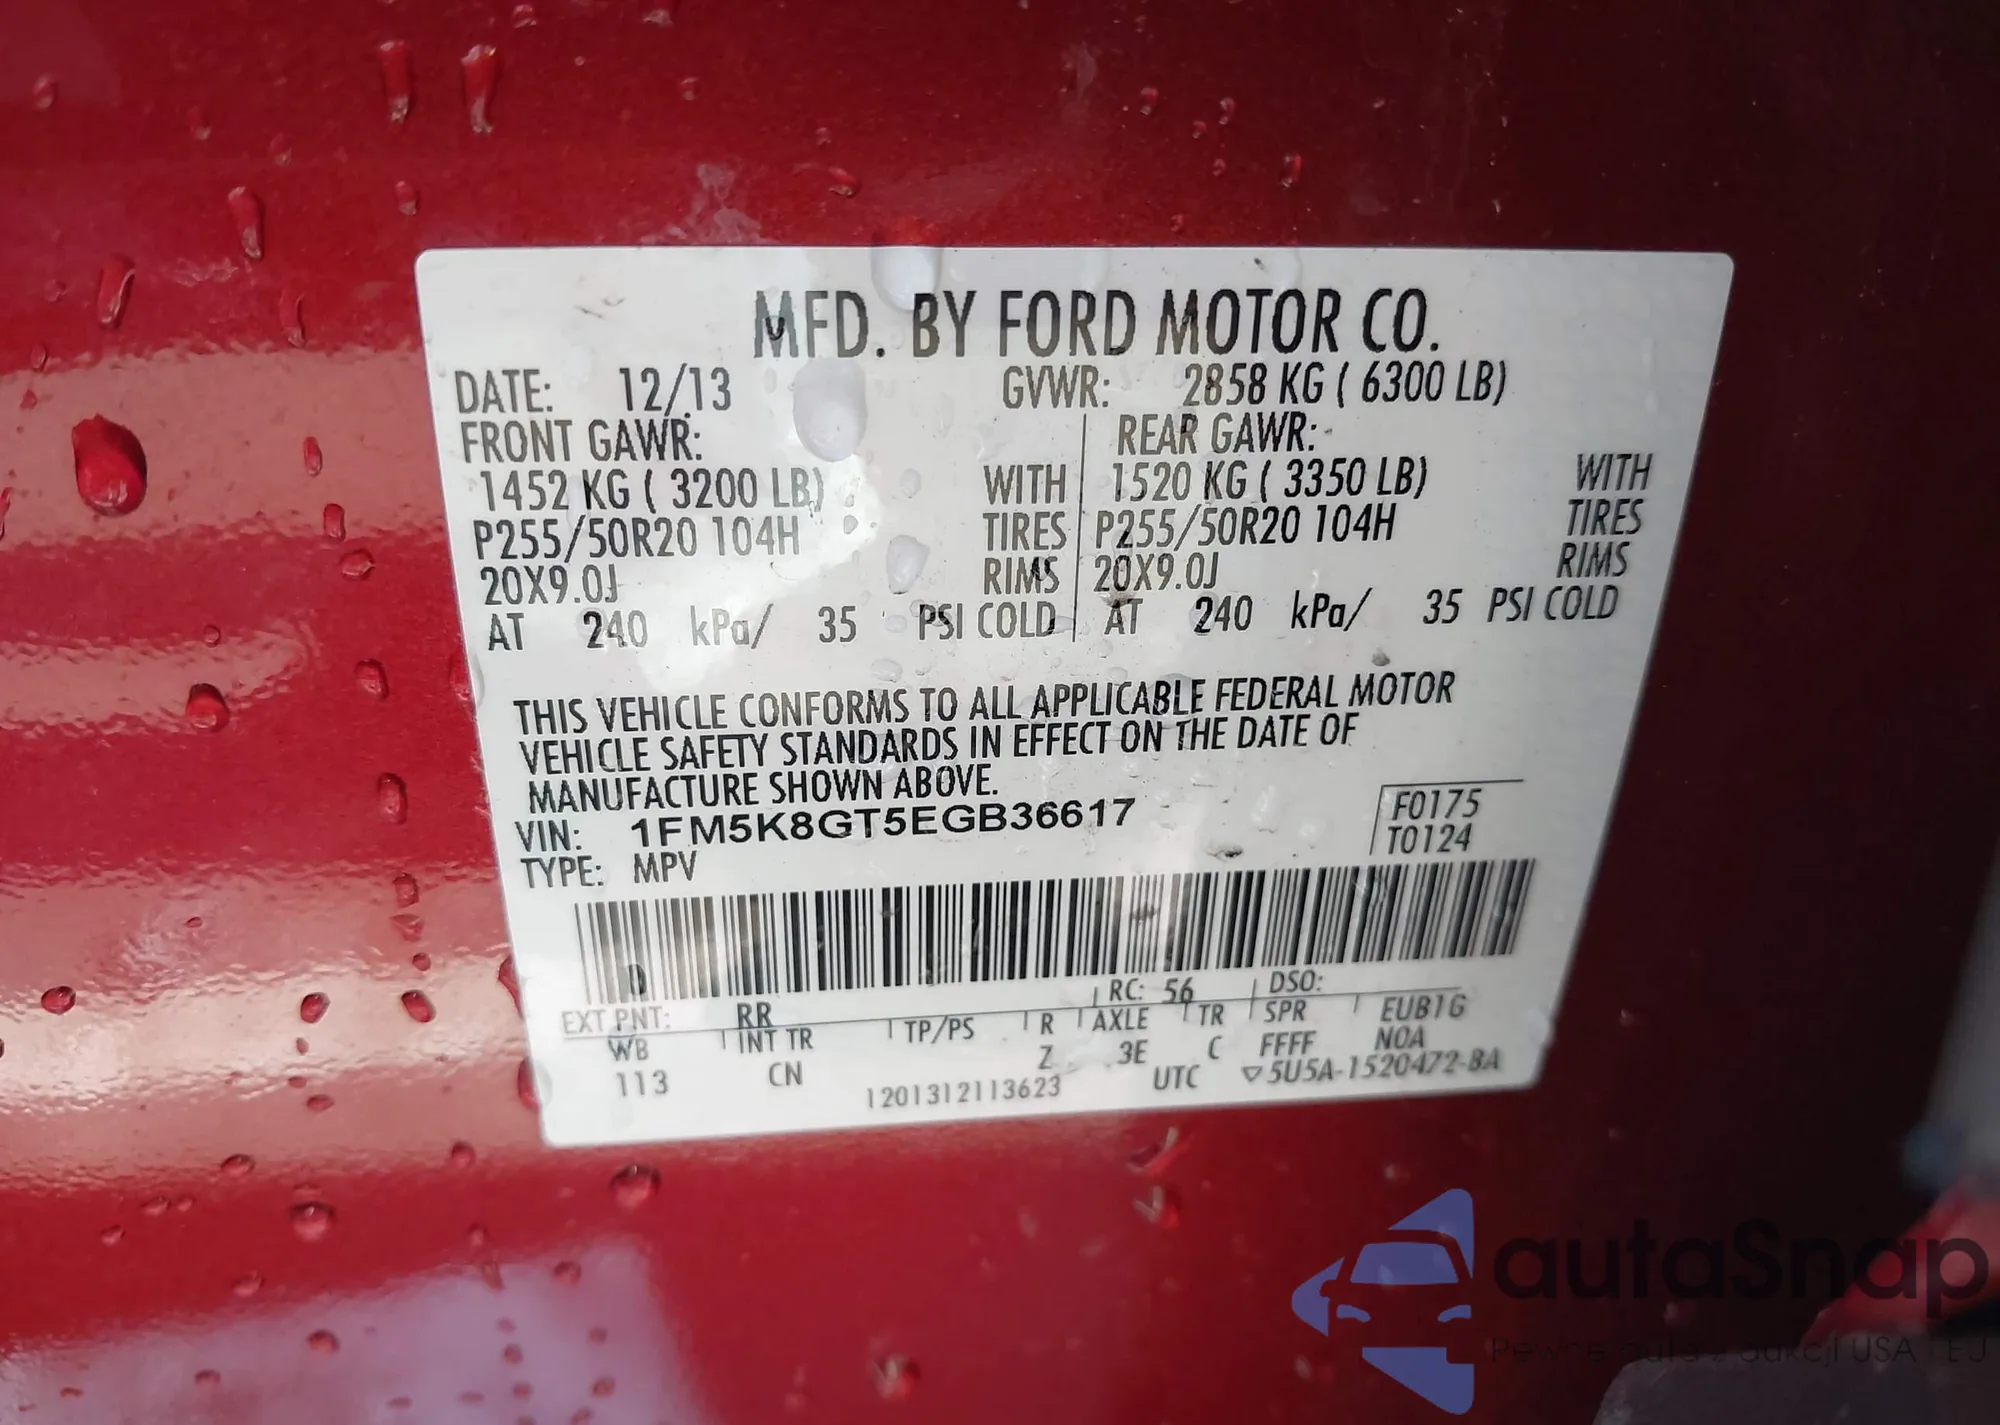 MFD. BY FORD MOTOR CO.
DATE: 12/13 GVWR: 2858 KG ( 6300 LB)
FRONT GAWR: REAR GAWR:
1452 KG ( 3200 LB) WITH 1520 KG ( 3350 LB) WITH
P255/50R20 104H TIRES P255/50R20 104H TIRES
20X9.0J RIMS 20X9.0J RIMS
AT 240 kPa/ 35 PSI COLD AT 240 kPa/ 35 PSI COLD
THIS VEHICLE CONFORMS TO ALL APPLICABLE FEDERAL MOTOR
VEHICLE SAFETY STANDARDS IN EFFECT ON THE DATE OF
MANUFACTURE SHOWN ABOVE.
VIN: 1FM5K8GT5EGB36617 F0175
TYPE: MPV T0124
EXT PNT: RR RC: 56 DSO:
WB INT TR TP/PS R AXLE TR SPR EUB1G
113 CN Z 3E C FFFF NOA
1201312113623 UTC ▽5U5A-1520472-BA
autaSnap
Pewne auta z aukcji USA